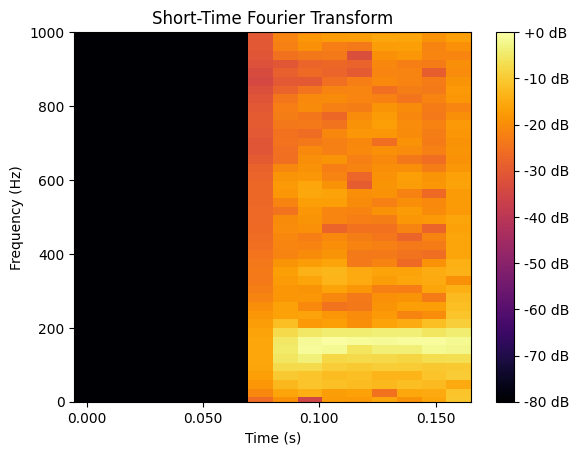 Short-Time Fourier Transform
1000
800
600
400
200
0
Frequency (Hz)
0.000
0.050
0.100
0.150
Time (s)
+0 dB
-10 dB
-20 dB
-30 dB
-40 dB
-50 dB
-60 dB
-70 dB
-80 dB